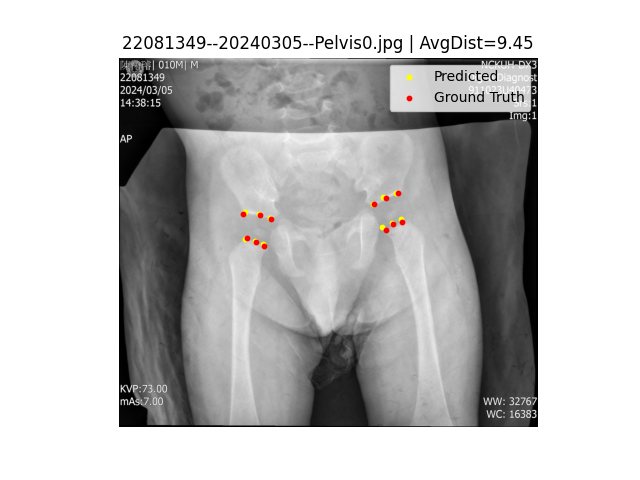 22081349--20240305--Pelvis0.jpg | AvgDist=9.45
010M| M
22081349
2024/03/05
14:38:15
AP
NCKUH-DX3
Diagnost
Predicted
Ground Truth
Img:1
KVP:73.00
mAs:7.00
WW: 32767
WC: 16383